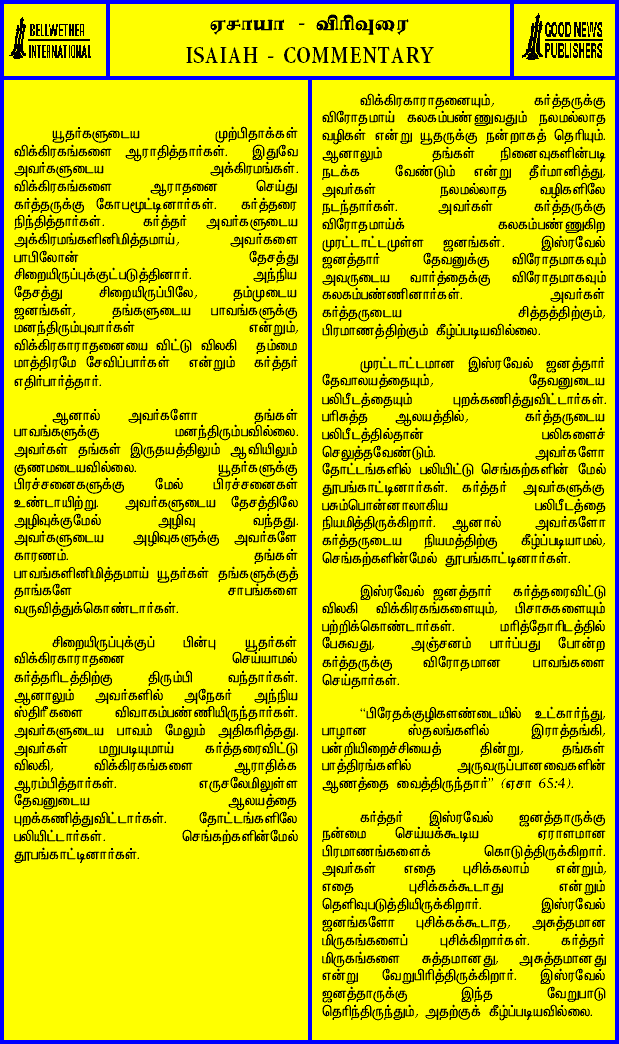 BELLWETHER
INTERNATIONAL
ஏசாயா - விரிவுரை
ISAIAH - COMMENTARY
GOOD NEWS
PUBLISHERS
யூதர்களுடைய முற்பிதாக்கள்
விக்கிரகங்களை ஆராதித்தார்கள். இதுவே
அவர்களுடைய அக்கிரமங்கள்.
விக்கிரகங்களை ஆராதனை செய்து
கர்த்தருக்கு கோபமூட்டினார்கள். கர்த்தரை
நிந்தித்தார்கள். கர்த்தர் அவர்களுடைய
அக்கிரமங்களினிமித்தமாய், அவர்களை
பாபிலோன் தேசத்து
சிறையிருப்புக்குட்படுத்தினார். அந்நிய
தேசத்து சிறையிருப்பிலே, தம்முடைய
ஜனங்கள், தங்களுடைய பாவங்களுக்கு
மனந்திரும்புவார்கள் என்றும்,
விக்கிரகாராதனையை விட்டு விலகி தம்மை
மாத்திரமே சேவிப்பார்கள் என்றும் கர்த்தர்
எதிர்பார்த்தார்.
ஆனால் அவர்களோ தங்கள்
பாவங்களுக்கு மனந்திரும்பவில்லை.
அவர்கள் தங்கள் இருதயத்திலும் ஆவியிலும்
குணமடையவில்லை. யூதர்களுக்கு
பிரச்சனைகளுக்கு மேல் பிரச்சனைகள்
உண்டாயிற்று. அவர்களுடைய தேசத்திலே
அழிவுக்குமேல் அழிவு வந்தது.
அவர்களுடைய அழிவுகளுக்கு அவர்களே
காரணம். தங்கள்
பாவங்களினிமித்தமாய் யூதர்கள் தங்களுக்குத்
தாங்களே சாபங்களை
வருவித்துக்கொண்டார்கள்.
சிறையிருப்புக்குப் பின்பு யூதர்கள்
விக்கிரகாராதனை செய்யாமல்
கர்த்தரிடத்திற்கு திரும்பி வந்தார்கள்.
ஆனாலும் அவர்களில் அநேகர் அந்நிய
ஸ்திரீகளை விவாகம்பண்ணியிருந்தார்கள்.
அவர்களுடைய பாவம் மேலும் அதிகரித்தது.
அவர்கள் மறுபடியுமாய் கர்த்தரைவிட்டு
விலகி, விக்கிரகங்களை ஆராதிக்க
ஆரம்பித்தார்கள். எருசலேமிலுள்ள
தேவனுடைய ஆலயத்தை
புறக்கணித்துவிட்டார்கள். தோட்டங்களிலே
பலியிட்டார்கள். செங்கற்களின்மேல்
தூபங்காட்டினார்கள்.
விக்கிரகாராதனையும், கர்த்தருக்கு
விரோதமாய் கலகம்பண்ணுவதும் நலமல்லாத
வழிகள் என்று யூதருக்கு நன்றாகத் தெரியும்.
ஆனாலும் தங்கள் நினைவுகளின்படி
நடக்க வேண்டும் என்று தீர்மானித்து,
அவர்கள் நலமல்லாத வழிகளிலே
நடந்தார்கள். அவர்கள் கர்த்தருக்கு
விரோதமாய்க் கலகம்பண்ணுகிற
முரட்டாட்டமுள்ள ஜனங்கள். இஸ்ரவேல்
ஜனத்தார் தேவனுக்கு விரோதமாகவும்
அவருடைய வார்த்தைக்கு விரோதமாகவும்
கலகம்பண்ணினார்கள். அவர்கள்
கர்த்தருடைய சித்தத்திற்கும்,
பிரமாணத்திற்கும் கீழ்ப்படியவில்லை.
முரட்டாட்டமான இஸ்ரவேல் ஜனத்தார்
தேவாலயத்தையும், தேவனுடைய
பலிபீடத்தையும் புறக்கணித்துவிட்டார்கள்.
பரிசுத்த ஆலயத்தில், கர்த்தருடைய
பலிபீடத்தில்தான் பலிகளைச்
செலுத்தவேண்டும். அவர்களோ
தோட்டங்களில் பலியிட்டு செங்கற்களின் மேல்
தூபங்காட்டினார்கள். கர்த்தர் அவர்களுக்கு
பசும்பொன்னாலாகிய பலிபீடத்தை
நியமித்திருக்கிறார். ஆனால் அவர்களோ
கர்த்தருடைய நியமத்திற்கு கீழ்ப்படியாமல்,
செங்கற்களின்மேல் தூபங்காட்டினார்கள்.
இஸ்ரவேல் ஜனத்தார் கர்த்தரைவிட்டு
விலகி விக்கிரகங்களையும், பிசாசுகளையும்
பற்றிக்கொண்டார்கள். மரித்தோரிடத்தில்
பேசுவது, அஞ்சனம் பார்ப்பது போன்ற
கர்த்தருக்கு விரோதமான பாவங்களை
செய்தார்கள்.
“பிரேதக்குழிகளண்டையில் உட்கார்ந்து,
பாழான ஸ்தலங்களில் இராத்தங்கி,
பன்றியிறைச்சியைத் தின்று, தங்கள்
பாத்திரங்களில் அருவருப்பானவைகளின்
ஆணத்தை வைத்திருந்தார்” (ஏசா 65:4).
கர்த்தர் இஸ்ரவேல் ஜனத்தாருக்கு
நன்மை செய்யக்கூடிய ஏராளமான
பிரமாணங்களைக் கொடுத்திருக்கிறார்.
அவர்கள் எதை புசிக்கலாம் என்றும்,
எதை புசிக்கக்கூடாது என்றும்
தெளிவுபடுத்தியிருக்கிறார். இஸ்ரவேல்
ஜனங்களோ புசிக்கக்கூடாத, அசுத்தமான
மிருகங்களைப் புசிக்கிறார்கள். கர்த்தர்
மிருகங்களை சுத்தமானது, அசுத்தமானது
என்று வேறுபிரித்திருக்கிறார். இஸ்ரவேல்
ஜனத்தாருக்கு இந்த வேறுபாடு
தெரிந்திருந்தும், அதற்குக் கீழ்ப்படியவில்லை.